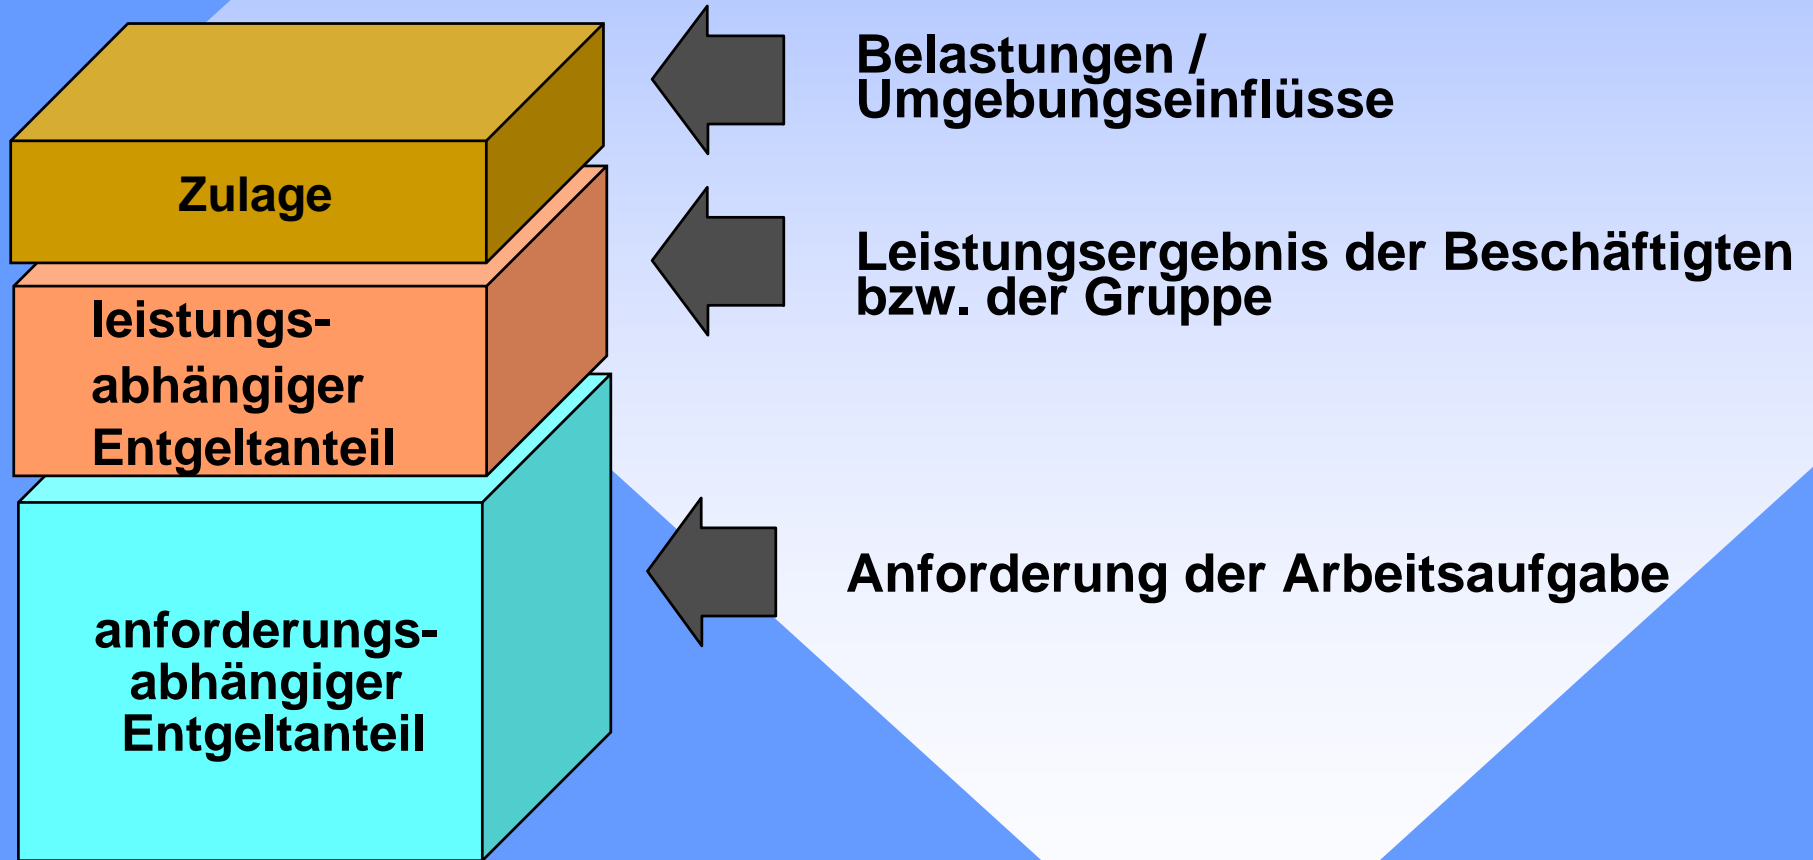 Belastungen /
Umgebungseinflüsse
Zulage
Leistungsergebnis der Beschäftigten
bzw. der Gruppe
leistungs-
abhängiger
Entgeltanteil
Anforderung der Arbeitsaufgabe
anforderungs-
abhängiger
Entgeltanteil